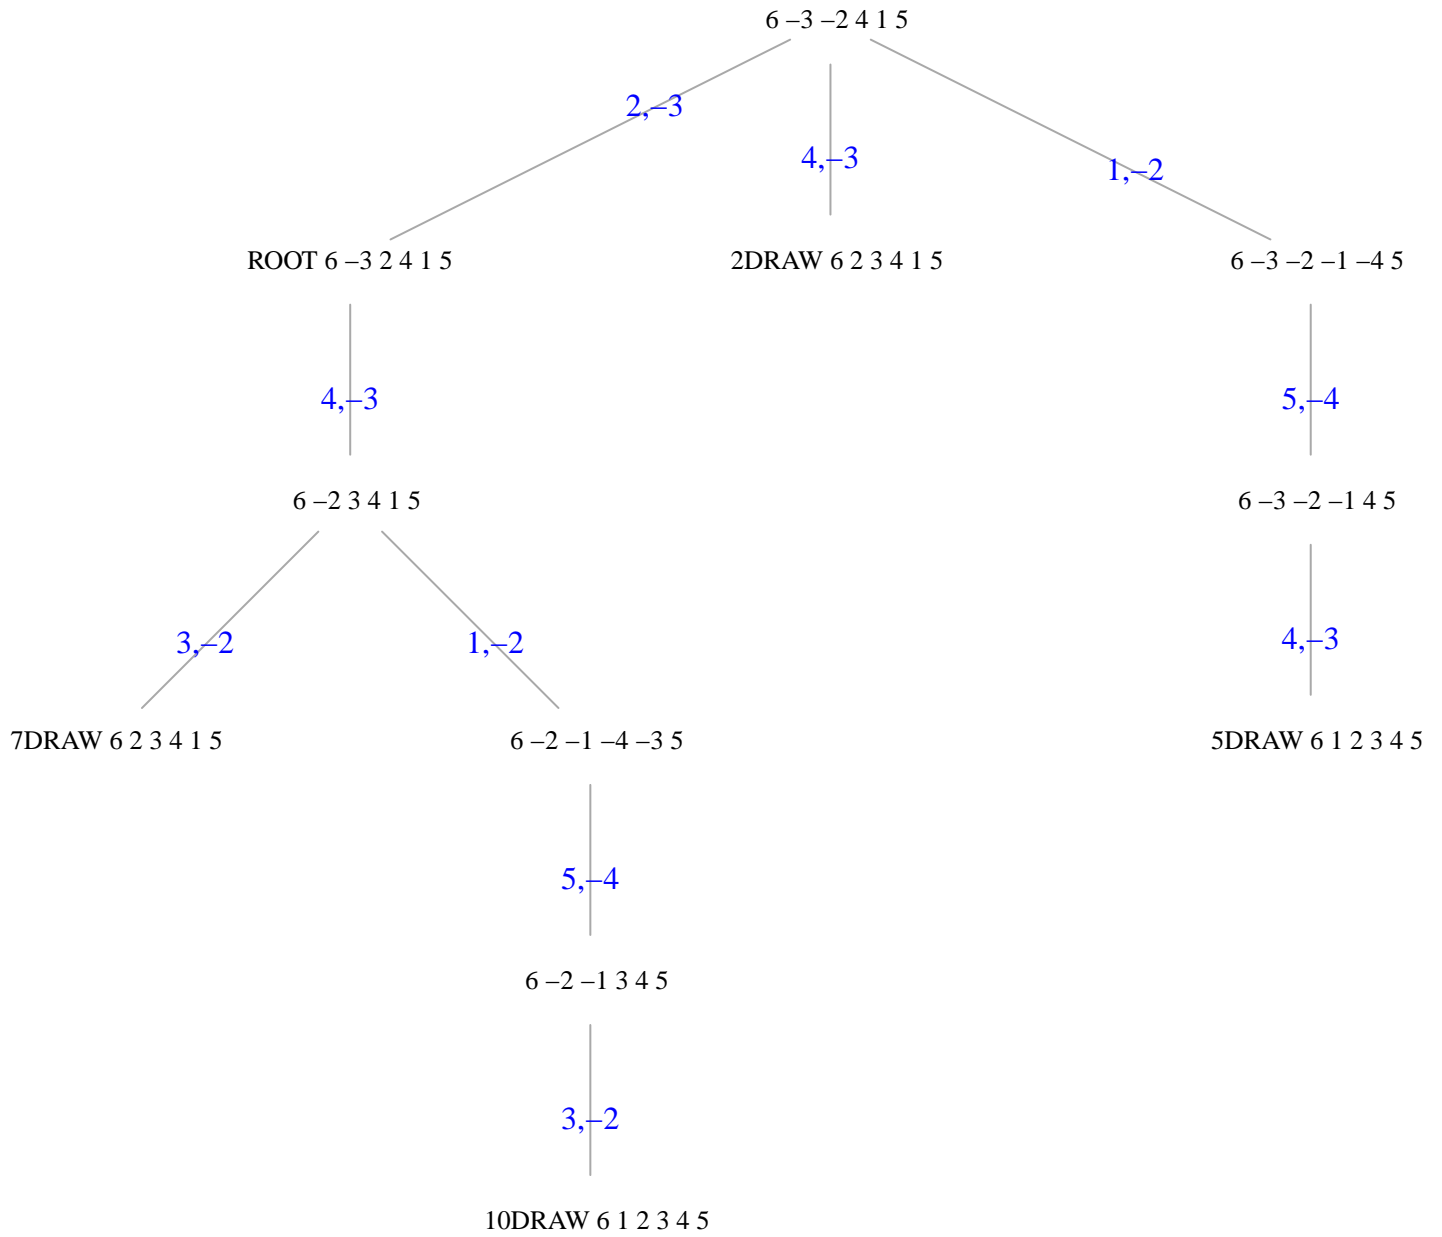 6 –3 –2 4 1 5
2,–3
4,–3
1,–2
ROOT 6 –3 2 4 1 5
2DRAW 6 2 3 4 1 5
6 –3 –2 –1 –4 5
4,–3
5,–4
6 –2 3 4 1 5
6 –3 –2 –1 4 5
3,–2
1,–2
4,–3
7DRAW 6 2 3 4 1 5
6 –2 –1 –4 –3 5
5DRAW 6 1 2 3 4 5
5,–4
6 –2 –1 3 4 5
3,–2
10DRAW 6 1 2 3 4 5